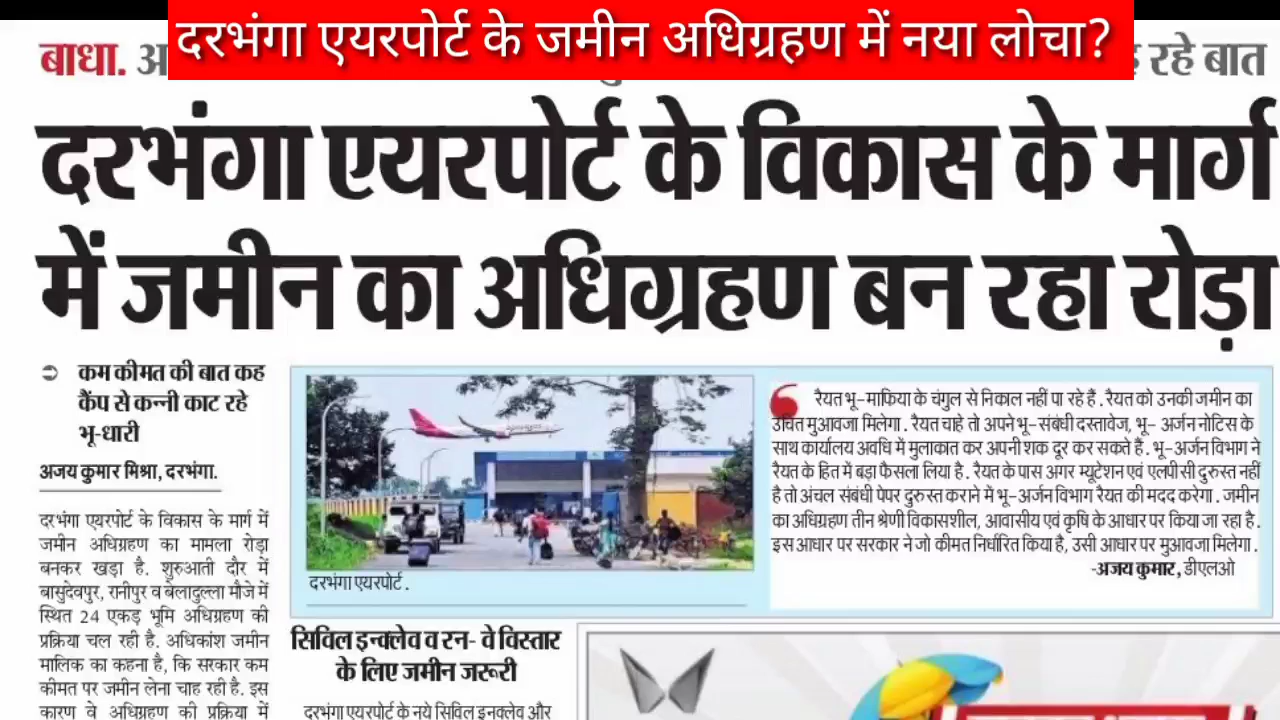 दरभंगा एयरपोर्ट के जमीन अधिग्रहण में नया लोचा?
बाधा. रहे बात
दरभंगा एयरपोर्ट के विकास के मार्ग
में जमीन का अधिग्रहण बन रहा रोड़ा
कम कीमत की बात कह
कैंप से कन्नी काट रहे
भू-धारी
अजय कुमार मिश्रा, दरभंगा.
दरभंगा एयरपोर्ट के विकास के मार्ग में
जमीन अधिग्रहण का मामला रोड़ा
बनकर खड़ा है. शुरुआती दौर में
बासुदेवपुर, रानीपुर व बेलादुल्ला मौजे में
स्थित 24 एकड़ भूमि अधिग्रहण की
प्रक्रिया चल रही है. अधिकांश जमीन
मालिक का कहना है, कि सरकार कम
कीमत पर जमीन लेना चाह रही है. इस
कारण वे अधिग्रहण की प्रक्रिया में
दरभंगा एयरपोर्ट.
रैयत भू-माफिया के चंगुल से निकाल नहीं पा रहे हैं. रैयत को उनकी जमीन का
उचित मुआवजा मिलेगा. रैयत चाहे तो अपने भू-संबंधी दस्तावेज, भू- अर्जन नोटिस के
साथ कार्यालय अवधि में मुलाकात कर अपनी शक दूर कर सकते हैं. भू-अर्जन विभाग ने
रैयत के हित में बड़ा फैसला लिया है. रैयत के पास अगर म्यूटेशन एवं एलपीसी दुरुस्त नहीं
है तो अंचल संबंधी पेपर दुरुस्त कराने में भू-अर्जन विभाग रैयत की मदद करेगा. जमीन
का अधिग्रहण तीन श्रेणी विकासशील, आवासीय एवं कृषि के आधार पर किया जा रहा है.
इस आधार पर सरकार ने जो कीमत निर्धारित किया है, उसी आधार पर मुआवजा मिलेगा.
-अजय कुमार, डीएलओ
सिविल इन्क्लेव व रन- वे विस्तार
के लिए जमीन जरूरी
दरभंगा एयरपोर्ट के नये सिविल इनक्लेव और